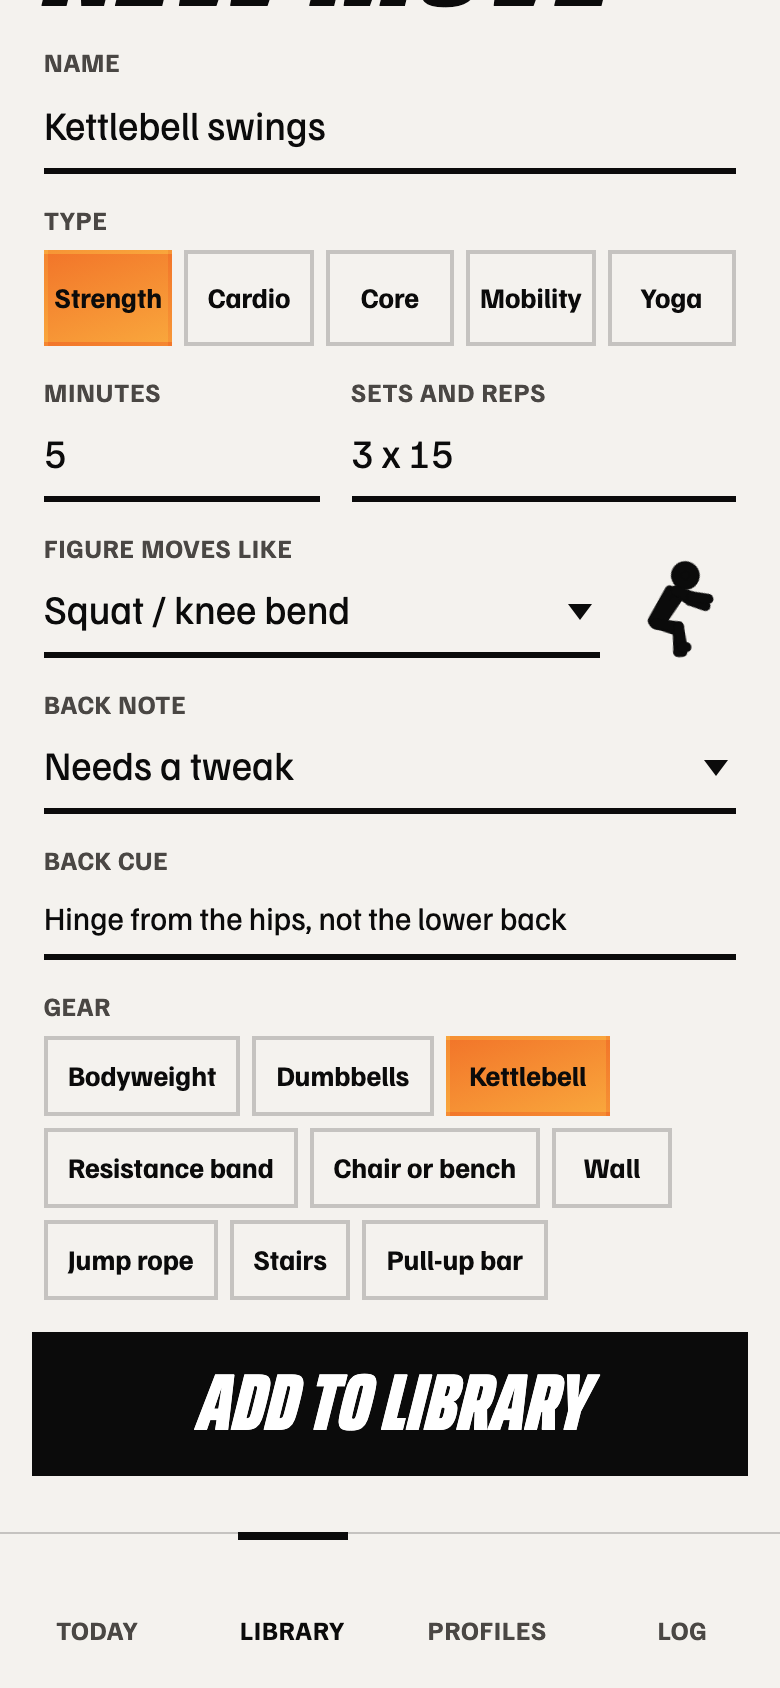 NAME
Kettlebell swings
TYPE
Strength Cardio Core Mobility Yoga
MINUTES SETS AND REPS
5 3 x 15
FIGURE MOVES LIKE
Squat / knee bend
BACK NOTE
Needs a tweak
BACK CUE
Hinge from the hips, not the lower back
GEAR
Bodyweight Dumbbells Kettlebell
Resistance band Chair or bench Wall
Jump rope Stairs Pull-up bar
ADD TO LIBRARY
TODAY LIBRARY PROFILES LOG